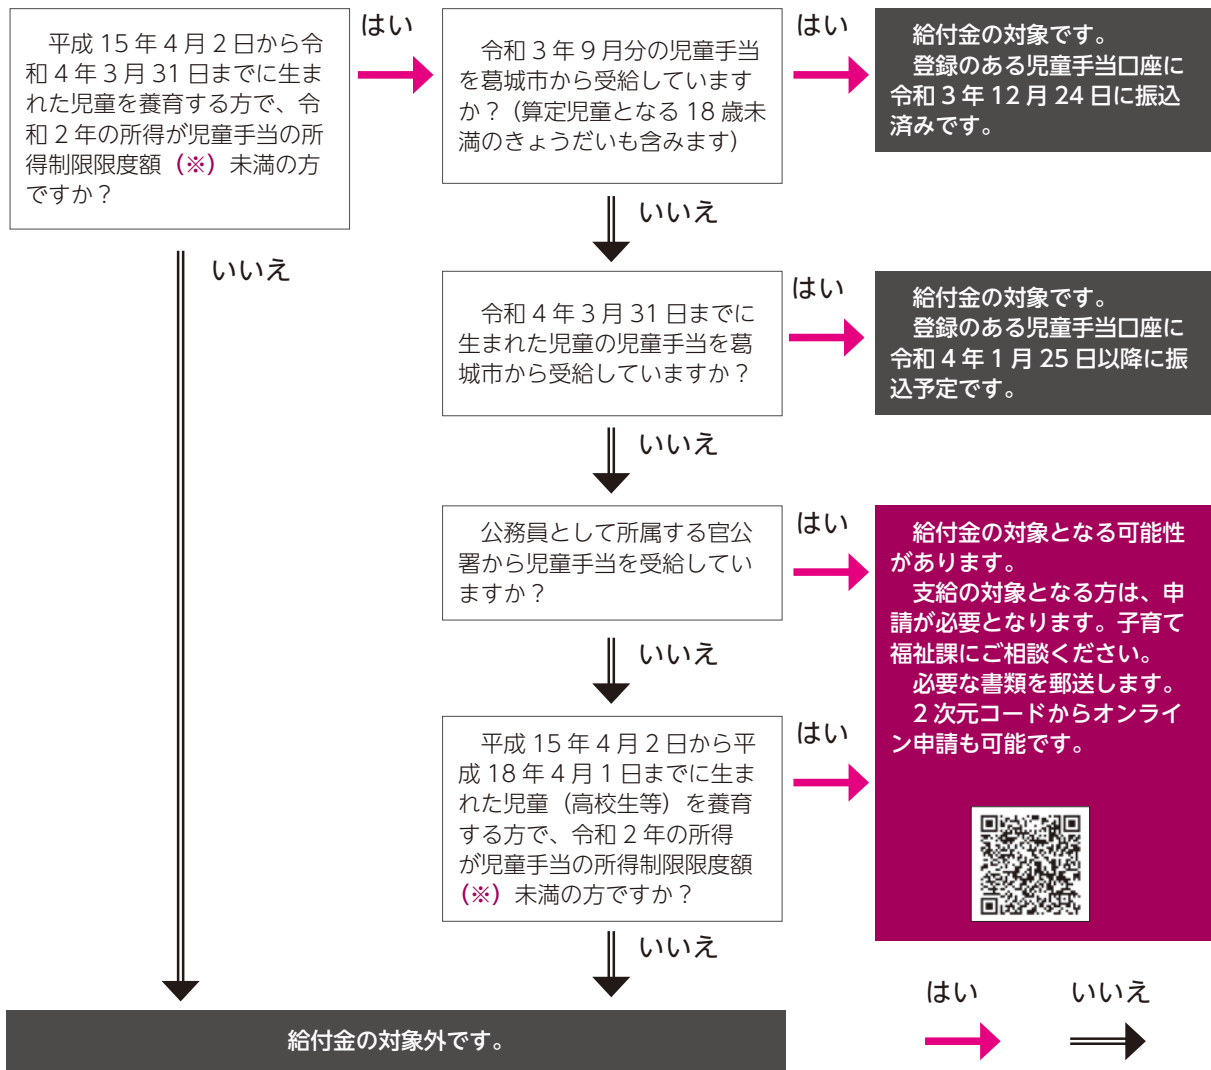 平成 15 年 4 月 2 日から令
和 4 年 3 月 31 日までに生ま
れた児童を養育する方で、令
和 2 年の所得が児童手当の所
得制限限度額（※）未満の方
ですか？
はい
令和 3 年 9 月分の児童手当
を葛城市から受給しています
か？（算定児童となる 18 歳未
満のきょうだいも含みます）
はい
給付金の対象です。
登録のある児童手当口座に
令和 3 年 12 月 24 日に振込
済みです。
いいえ
いいえ
令和 4 年 3 月 31 日までに
生まれた児童の児童手当を葛
城市から受給していますか？
はい
給付金の対象です。
登録のある児童手当口座に
令和 4 年 1 月 25 日以降に振
込予定です。
いいえ
公務員として所属する官公
署から児童手当を受給してい
ますか？
はい
給付金の対象となる可能性
があります。
支給の対象となる方は、申
請が必要となります。子育て
福祉課にご相談ください。
必要な書類を郵送します。
2 次元コードからオンライ
ン申請も可能です。
いいえ
平成 15 年 4 月 2 日から平
成 18 年 4 月 1 日までに生ま
れた児童（高校生等）を養育
する方で、令和 2 年の所得
が児童手当の所得制限限度額
（※）未満の方ですか？
はい
いいえ
給付金の対象外です。
はい
いいえ